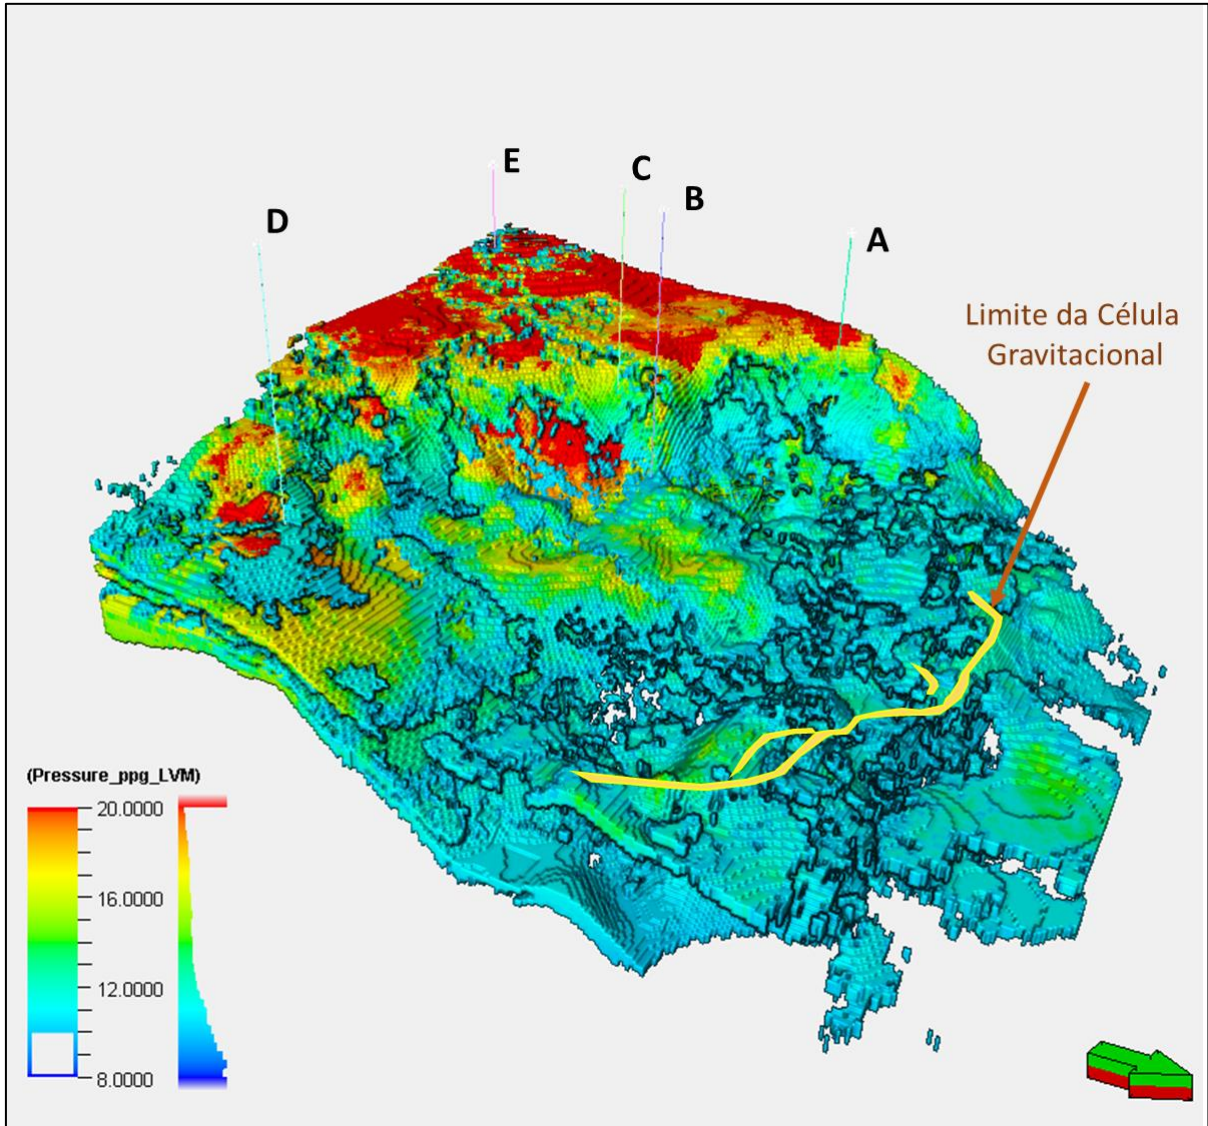 E
C
B
D
A
Limite da Célula
Gravitacional
(Pressure_ppg_LVM)
20.0000
16.0000
12.0000
8.0000